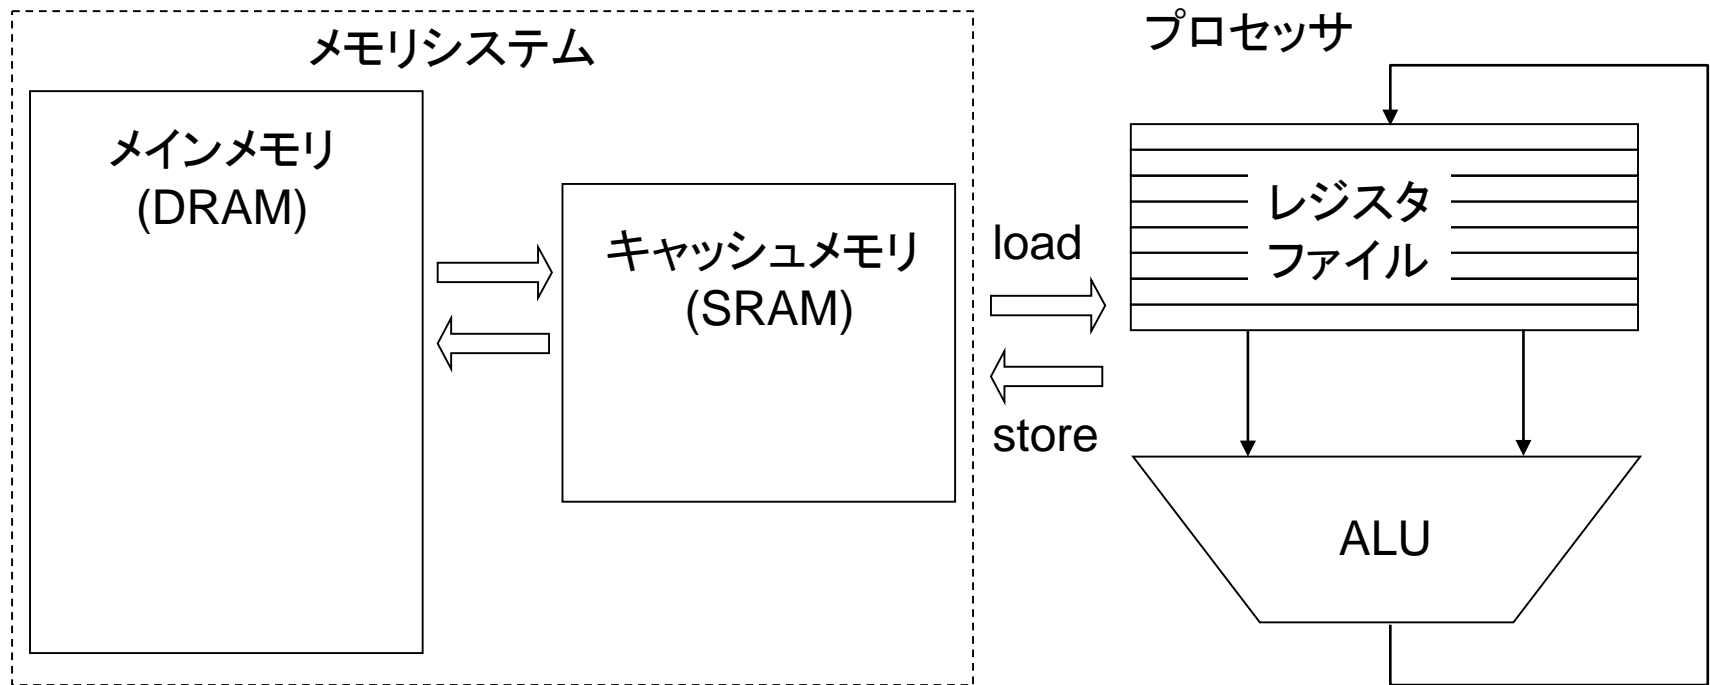 メモリシステム
プロセッサ
メインメモリ
(DRAM)
キャッシュメモリ
(SRAM)
load
store
レジスタ
ファイル
ALU